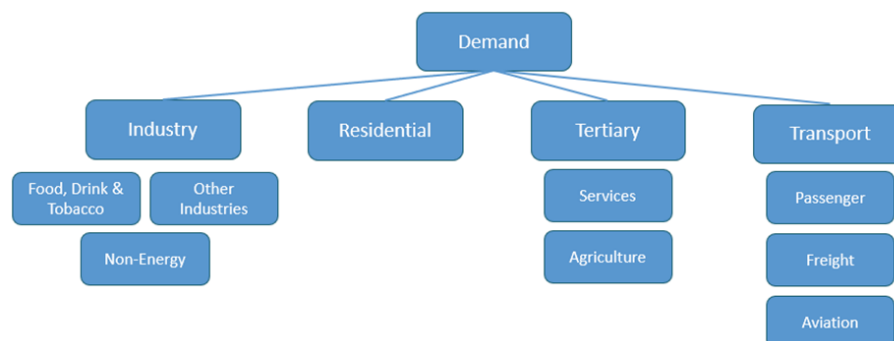 Demand
Industry
Residential
Tertiary
Transport
Food, Drink &
Tobacco
Other
Industries
Non-Energy
Services
Agriculture
Passenger
Freight
Aviation